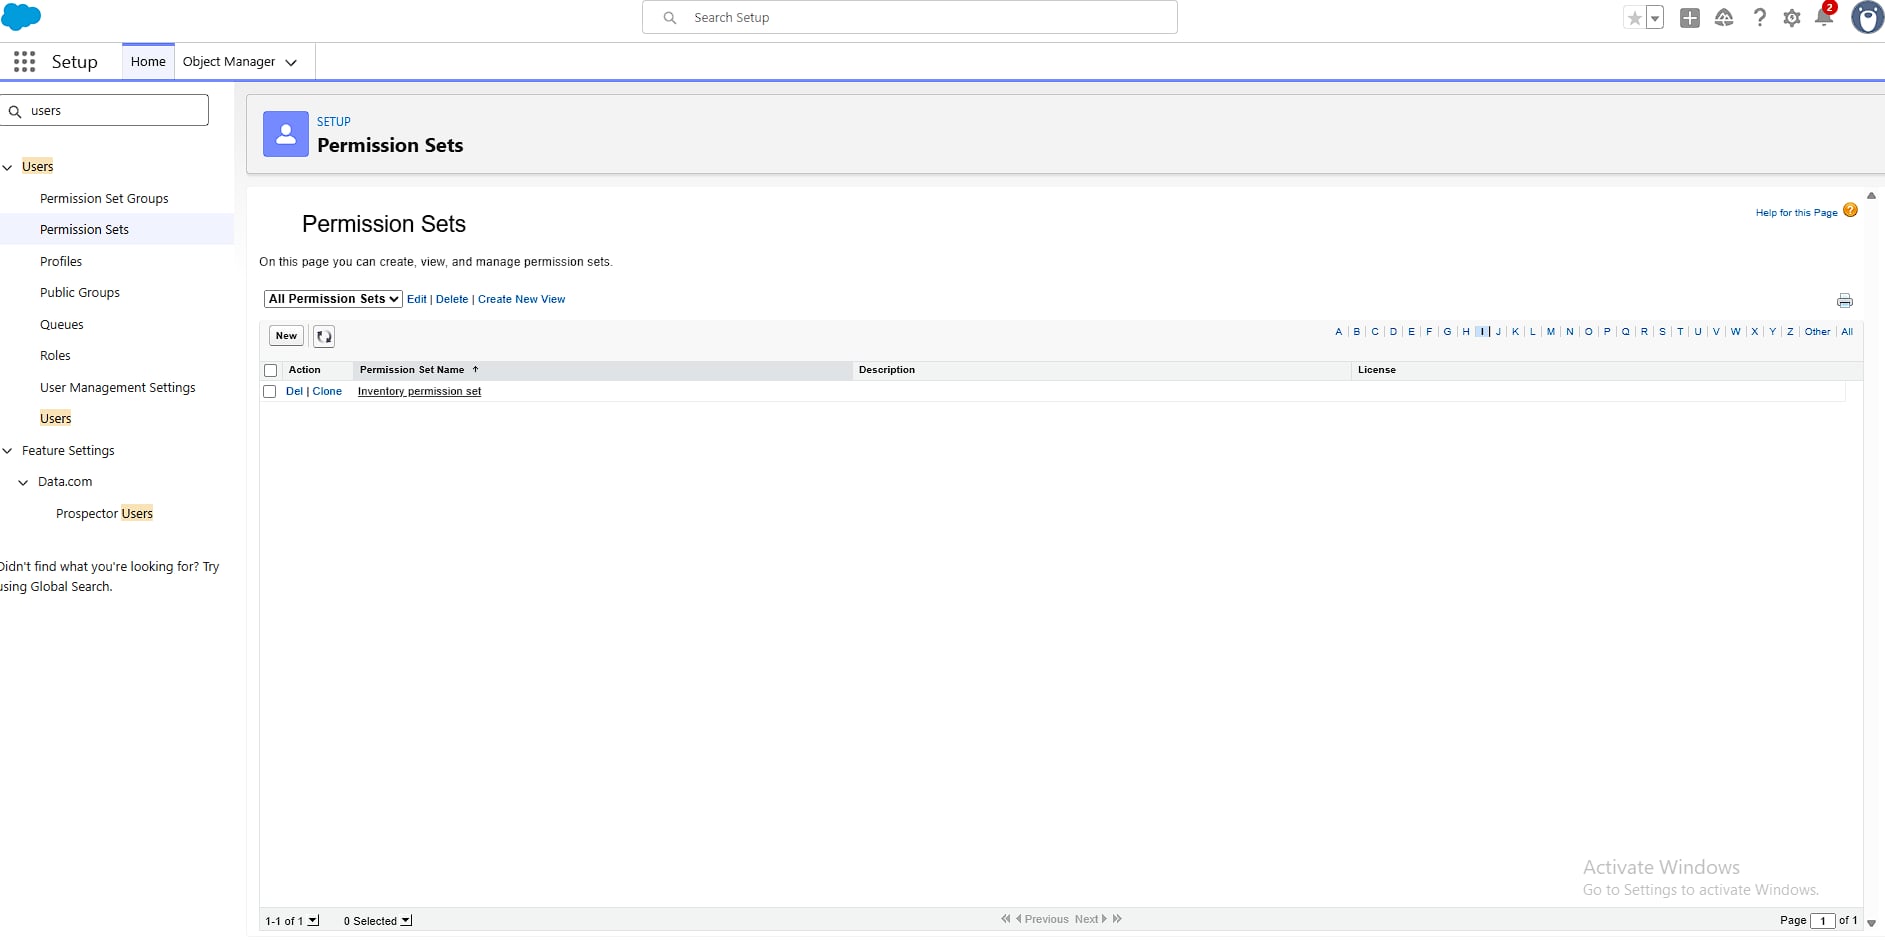 Search Setup
2
Setup
Home
Object Manager
users
Users
Permission Set Groups
Permission Sets
Profiles
Public Groups
Queues
Roles
User Management Settings
Users
Feature Settings
Data.com
Prospector Users
Didn't find what you're looking for? Try
using Global Search.
SETUP
Permission Sets
Permission Sets
Help for this Page
On this page you can create, view, and manage permission sets.
All Permission Sets Edit | Delete | Create New View
New
A | B | C | D | E | F | G | H | I | J | K | L | M | N | O | P | Q | R | S | T | U | V | W | X | Y | Z | Other | All
Action Permission Set Name ↑ Description License
Del | Clone Inventory permission set
Activate Windows
Go to Settings to activate Windows.
1-1 of 1 0 Selected Previous Next Page 1 of 1